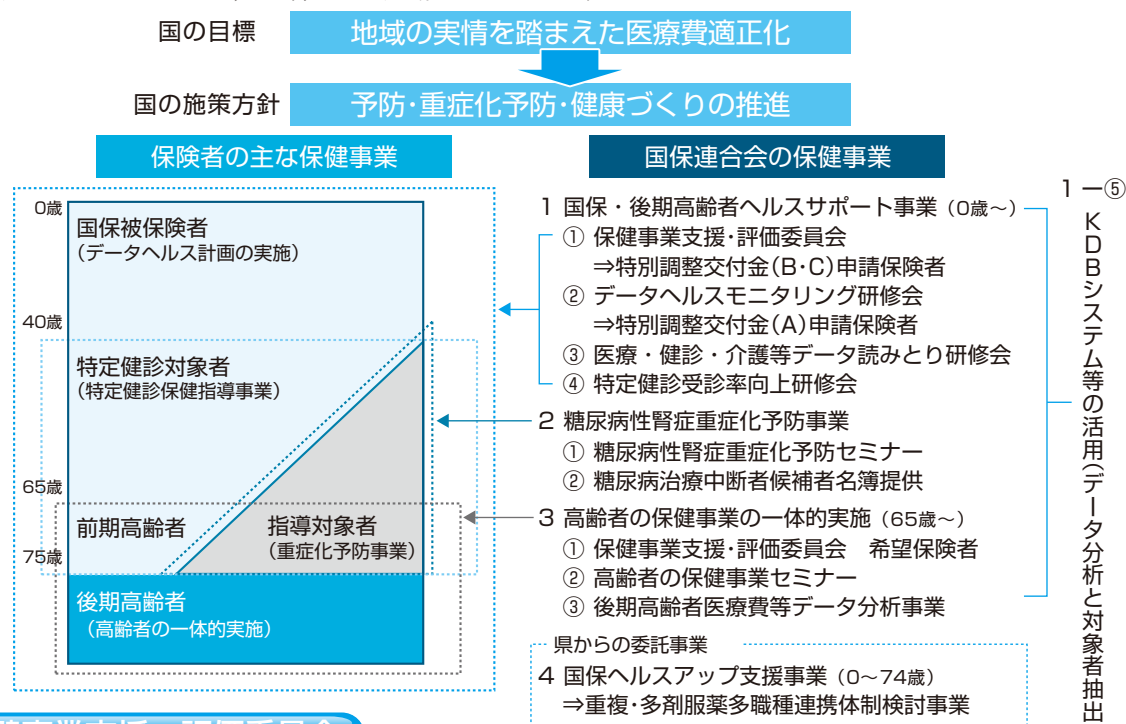 国の目標
地域の実情を踏まえた医療費適正化
国の施策方針
予防･重症化予防･健康づくりの推進
保険者の主な保健事業
0歳
国保被保険者
（データヘルス計画の実施）
40歳
特定健診対象者
（特定健診保健指導事業）
65歳
前期高齢者
指導対象者
（重症化予防事業）
75歳
後期高齢者
（高齢者の一体的実施）
国保連合会の保健事業
1 国保・後期高齢者ヘルスサポート事業（0歳～）
① 保健事業支援･評価委員会
⇒特別調整交付金(B･C)申請保険者
② データヘルスモニタリング研修会
⇒特別調整交付金(A)申請保険者
③ 医療・健診・介護等データ読みとり研修会
④ 特定健診受診率向上研修会
2 糖尿病性腎症重症化予防事業
① 糖尿病性腎症重症化予防セミナー
② 糖尿病治療中断者候補者名簿提供
3 高齢者の保健事業の一体的実施（65歳～）
① 保健事業支援･評価委員会　希望保険者
② 高齢者の保健事業セミナー
③ 後期高齢者医療費等データ分析事業
県からの委託事業
4 国保ヘルスアップ支援事業（0～74歳）
⇒重複･多剤服薬多職種連携体制検討事業
1ー⑤
KDBシステム等の活用(データ分析と対象者抽出